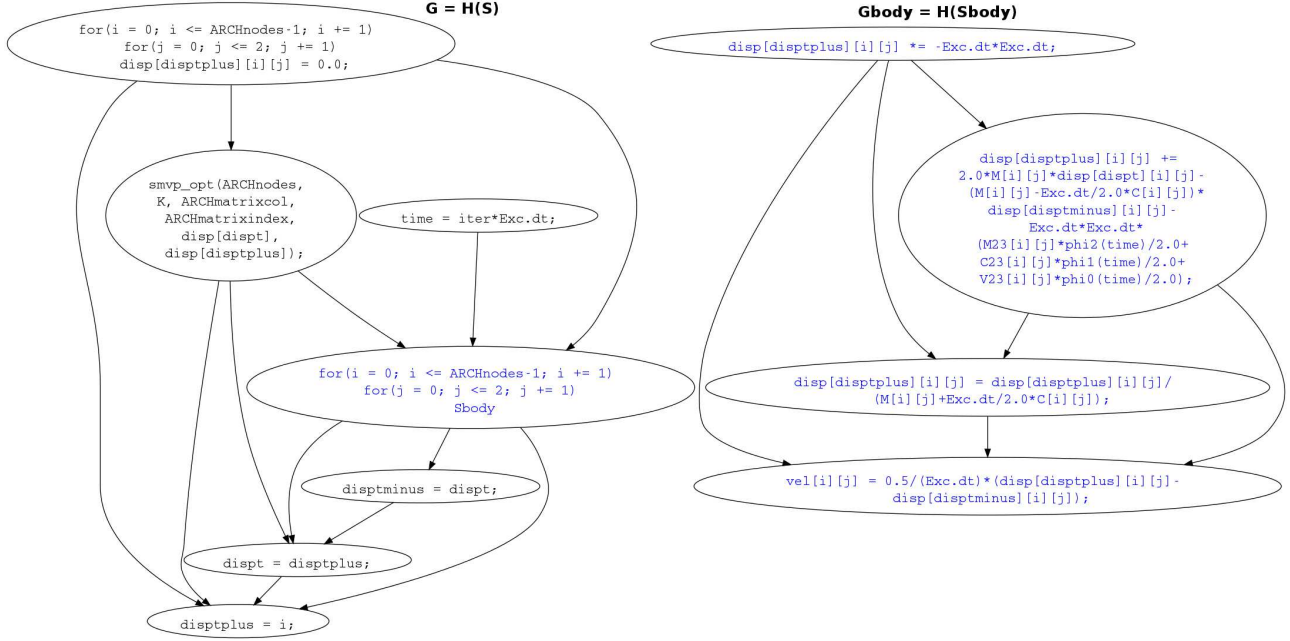 G = H(S)
for(i = 0; i <= ARCHnodes-1; i += 1)
for(j = 0; j <= 2; j += 1)
disp[disptplus][i][j] = 0.0;
smvp_opt(ARCHnodes,
K, ARCHmatrixcol,
ARCHmatrixindex,
disp[dispt],
disp[disptplus]);
time = iter*Exc.dt;
for(i = 0; i <= ARCHnodes-1; i += 1)
for(j = 0; j <= 2; j += 1)
Sbody
disptminus = dispt;
dispt = disptplus;
disptplus = i;
Gbody = H(Sbody)
disp[disptplus][i][j] *= -Exc.dt*Exc.dt;
disp[disptplus][i][j] +=
2.0*M[i][j]*disp[dispt][i][j]-
(M[i][j]-Exc.dt/2.0*C[i][j])*
disp[disptminus][i][j]-
Exc.dt*Exc.dt*
(M23[i][j]*phi2(time)/2.0+
C23[i][j]*phi1(time)/2.0+
V23[i][j]*phi0(time)/2.0);
disp[disptplus][i][j] = disp[disptplus][i][j]/
(M[i][j]+Exc.dt/2.0*C[i][j]);
vel[i][j] = 0.5/(Exc.dt)*(disp[disptplus][i][j]-
disp[disptminus][i][j]);